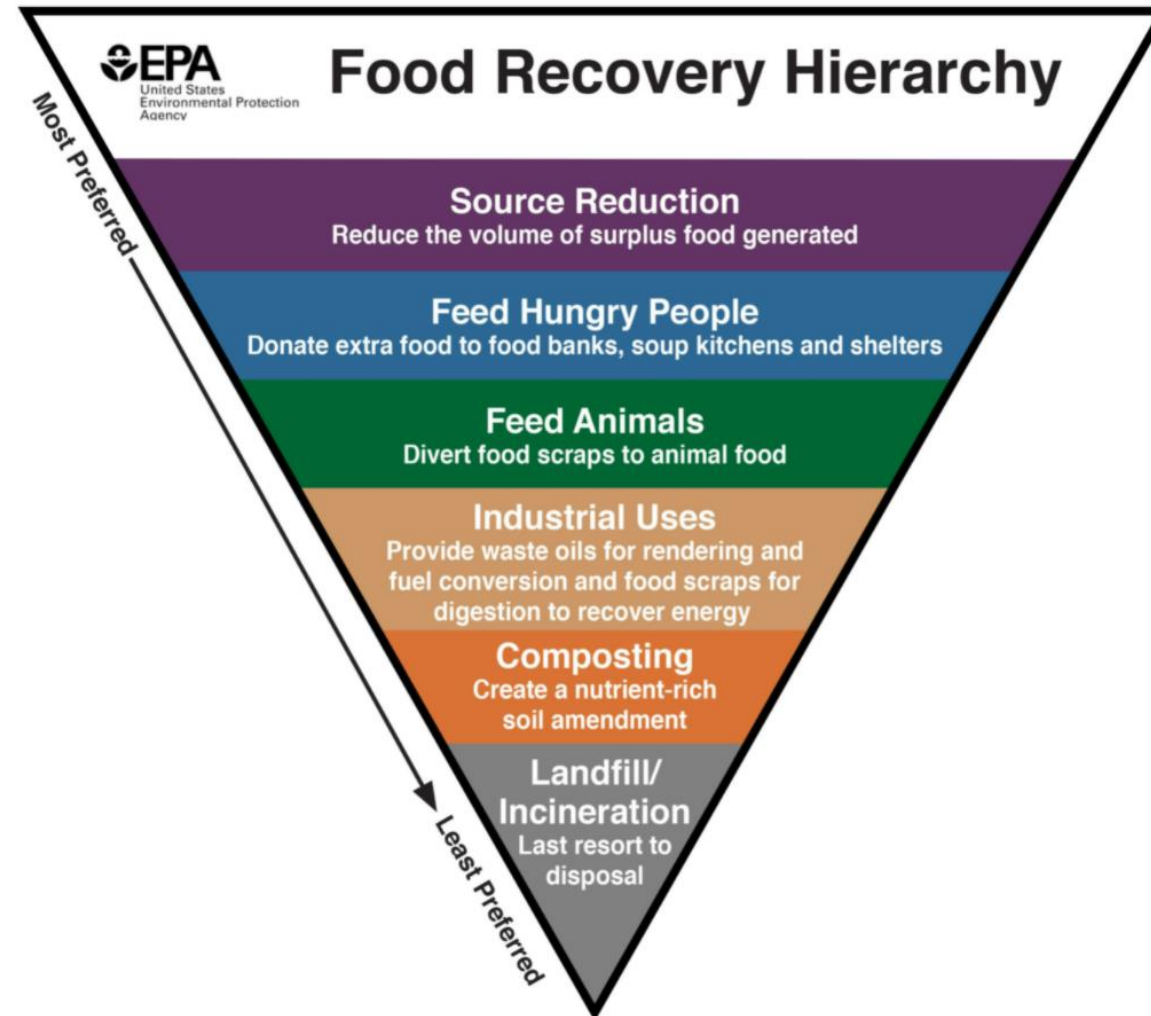 EPA
United States
Environmental Protection
Agency
Food Recovery Hierarchy
Most Preferred
Source Reduction
Reduce the volume of surplus food generated
Feed Hungry People
Donate extra food to food banks, soup kitchens and shelters
Feed Animals
Divert food scraps to animal food
Industrial Uses
Provide waste oils for rendering and
fuel conversion and food scraps for
digestion to recover energy
Composting
Create a nutrient-rich
soil amendment
Landfill/
Incineration
Last resort to
disposal
Least Preferred